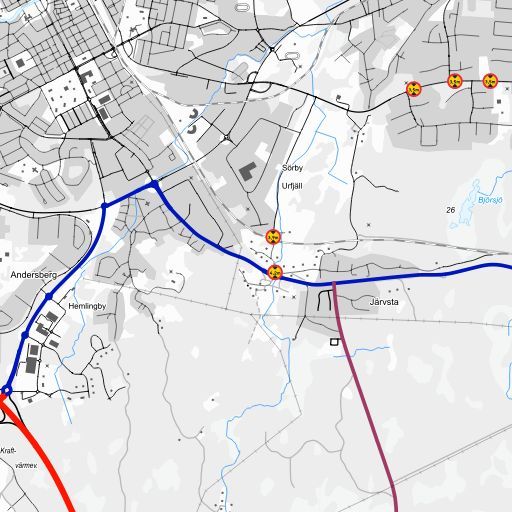 Sörby
Urfjäll
26
Björsjö
Andersberg
Hemlingby
Järvsta
Kraft-
värmev.